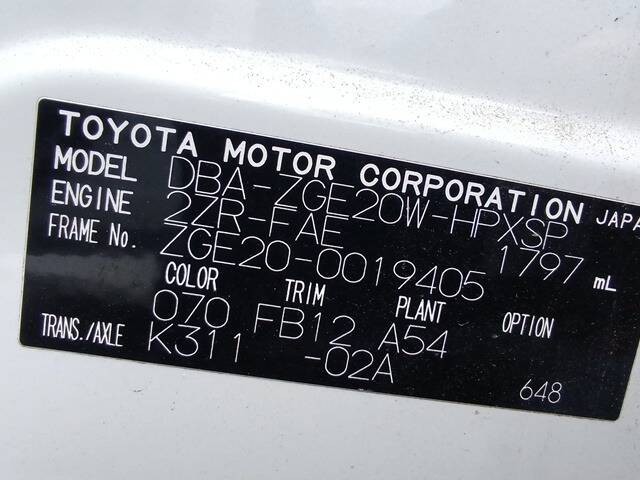 TOYOTA MOTOR CORPORATION JAPA
MODEL DBA-ZGE20W-HPXSP
ENGINE 2ZR-FAE 1797 mL
FRAME No. ZGE20-0019405
COLOR TRIM PLANT OPTION
070 FB12 A54
TRANS./AXLE K311 -02A
648